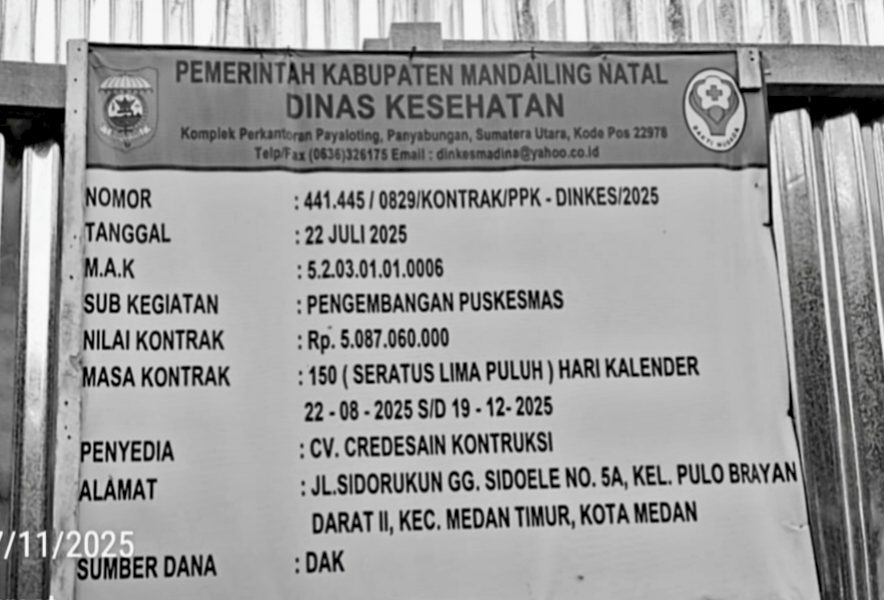 PEMERINTAH KABUPATEN MANDAILING NATAL
DINAS KESEHATAN
Komplek Perkantoran Payaloting, Panyabungan, Sumatera Utara, Kode Pos 22978
Telp/Fax (0636)326175 Email : dinkesmadina@yahoo.co.id
BAKTI HUSADA
NOMOR : 441.445 / 0829/KONTRAK/PPK - DINKES/2025
TANGGAL : 22 JULI 2025
M.A.K : 5.2.03.01.01.0006
SUB KEGIATAN : PENGEMBANGAN PUSKESMAS
NILAI KONTRAK : Rp. 5.087.060.000
MASA KONTRAK : 150 ( SERATUS LIMA PULUH ) HARI KALENDER
22 - 08 - 2025 S/D 19 - 12- 2025
PENYEDIA : CV. CREDESAIN KONTRUKSI
ALAMAT : JL.SIDORUKUN GG. SIDOELE NO. 5A, KEL. PULO BRAYAN
DARAT II, KEC. MEDAN TIMUR, KOTA MEDAN
7/11/2025
SUMBER DANA : DAK